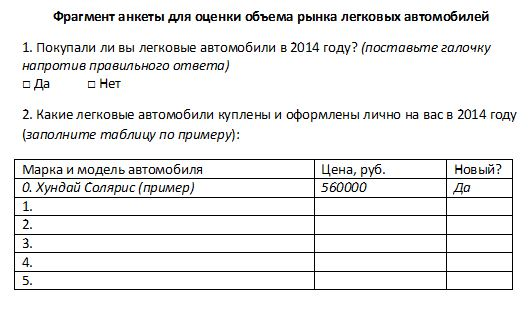 Фрагмент анкеты для оценки объема рынка легковых автомобилей
1. Покупали ли вы легковые автомобили в 2014 году? (поставьте галочку
напротив правильного ответа)
□ Да □ Нет
2. Какие легковые автомобили куплены и оформлены лично на вас в 2014 году
(заполните таблицу по примеру):
Марка и модель автомобиля Цена, руб. Новый?
0. Хундай Солярис (пример) 560000 Да
1.
2.
3.
4.
5.